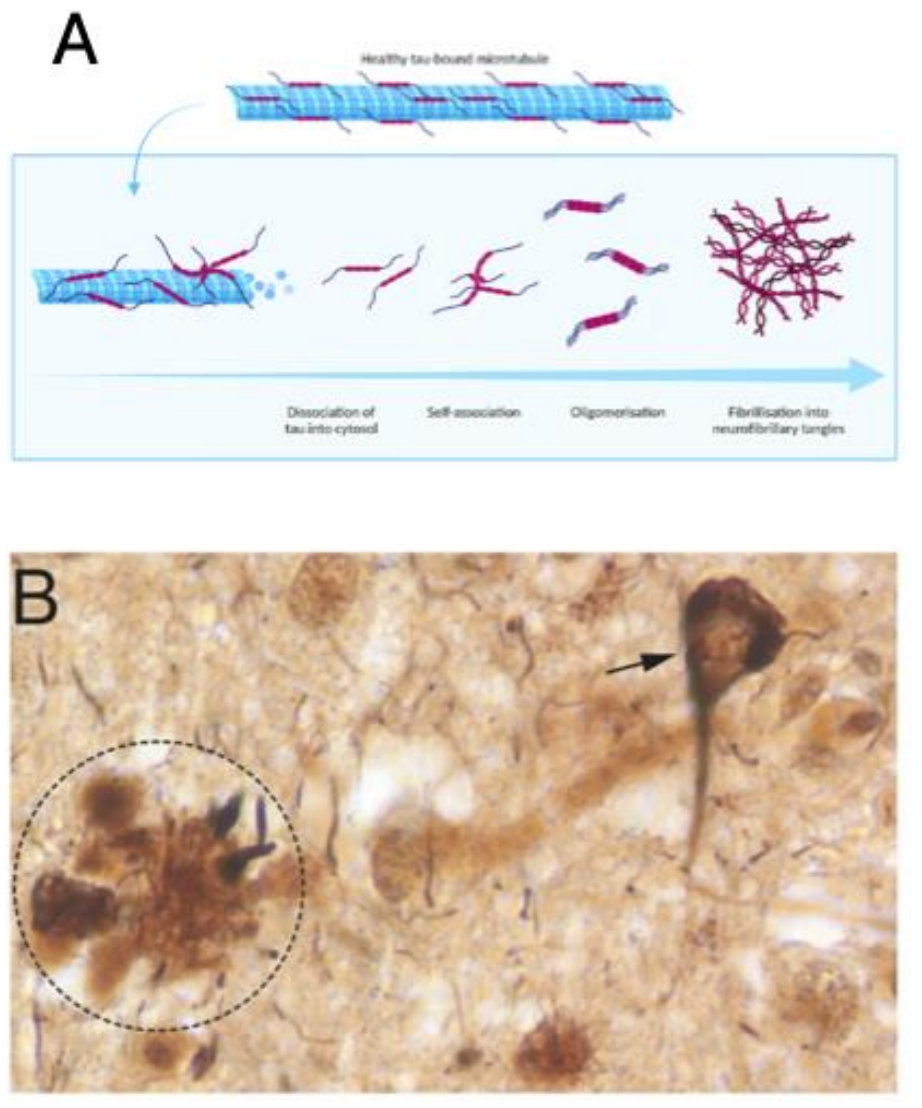 A
Healthy tau-bound microtubule
Dissociation of
tau into cytosol
Self-association
Oligomerisation
Fibrillisation into
neurofibrillary tangles
B